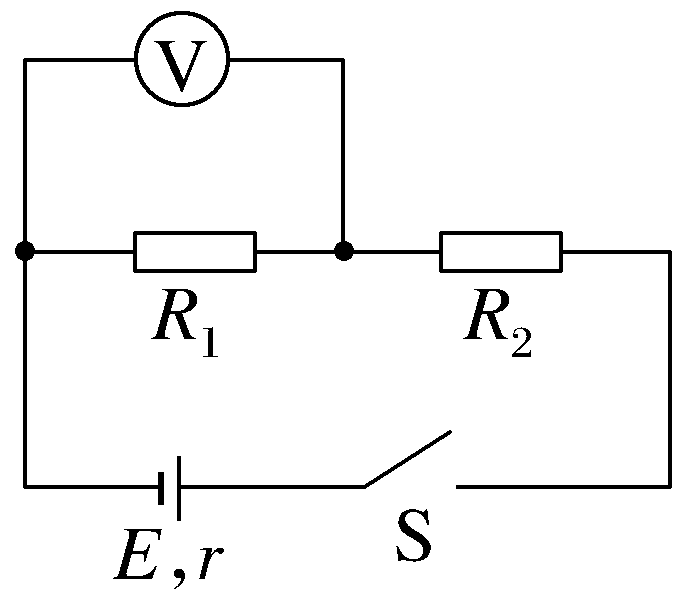 V
R₁ R₂
E,r S